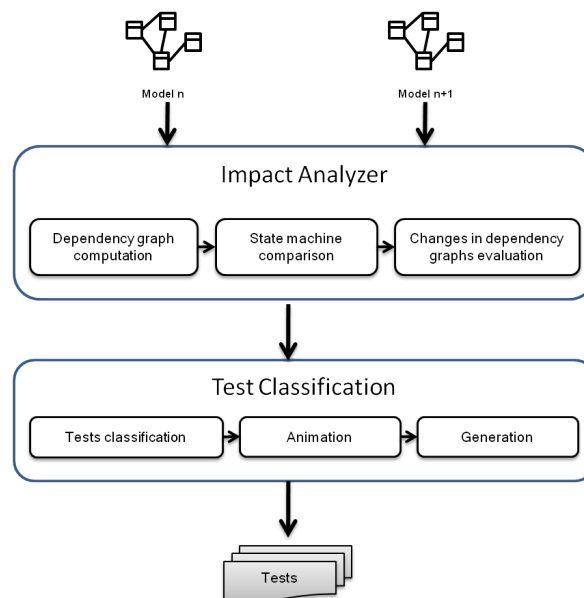 Model n
Model n+1
Impact Analyzer
Dependency graph
computation
State machine
comparison
Changes in dependency
graphs evaluation
Test Classification
Tests classification
Animation
Generation
Tests